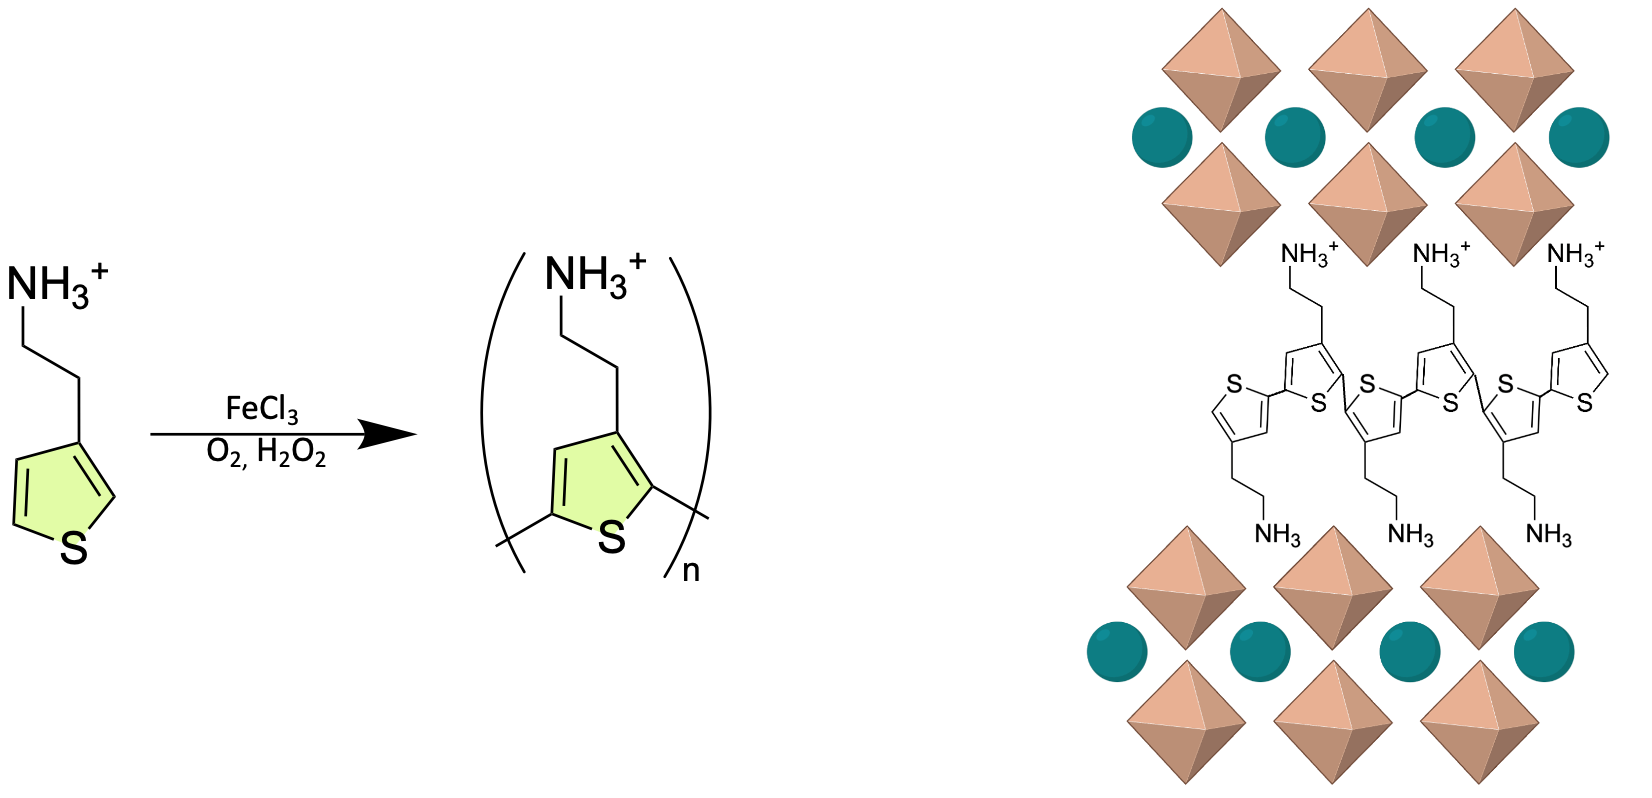 NH₃⁺
S
FeCl₃
O₂, H₂O₂
NH₃⁺
S
n
NH₃⁺ NH₃⁺ NH₃⁺
S S S
S S S
NH₃ NH₃ NH₃